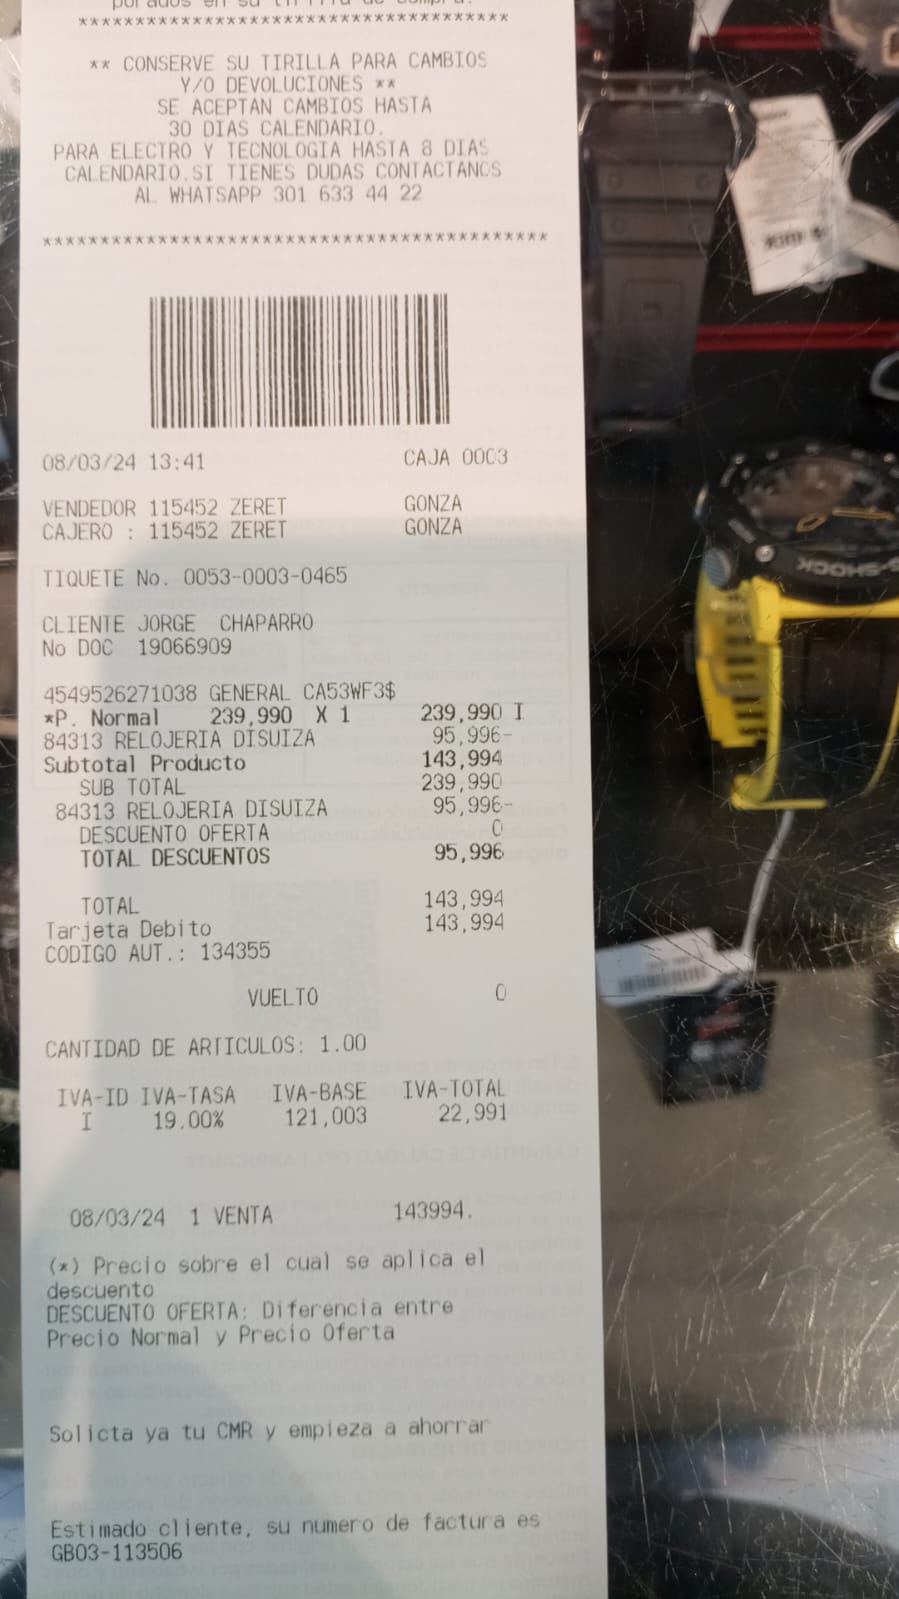 en su tirilla de compra.
***************************************
** CONSERVE SU TIRILLA PARA CAMBIOS
Y/O DEVOLUCIONES **
SE ACEPTAN CAMBIOS HASTA
30 DIAS CALENDARIO.
PARA ELECTRO Y TECNOLOGIA HASTA 8 DIAS
CALENDARIO.SI TIENES DUDAS CONTACTANOS
AL WHATSAPP 301 633 44 22
*********************************************
08/03/24 13:41 CAJA 0003
VENDEDOR 115452 ZERET GONZA
CAJERO : 115452 ZERET GONZA
TIQUETE No. 0053-0003-0465
CLIENTE JORGE CHAPARRO
No DOC 19066909
4549526271038 GENERAL CA53WF3$
*P. Normal 239,990 X 1 239,990 I
84313 RELOJERIA DISUIZA 95,996-
Subtotal Producto 143,994
SUB TOTAL 239,990
84313 RELOJERIA DISUIZA 95,996-
DESCUENTO OFERTA 0
TOTAL DESCUENTOS 95,996
TOTAL 143,994
Tarjeta Debito 143,994
CODIGO AUT.: 134355
VUELTO 0
CANTIDAD DE ARTICULOS: 1.00
IVA-ID IVA-TASA IVA-BASE IVA-TOTAL
I 19.00% 121,003 22,991
08/03/24 1 VENTA 143994.
(*) Precio sobre el cual se aplica el
descuento
DESCUENTO OFERTA: Diferencia entre
Precio Normal y Precio Oferta
Solicta ya tu CMR y empieza a ahorrar
Estimado cliente, su numero de factura es
GB03-113506
G-SHOCK